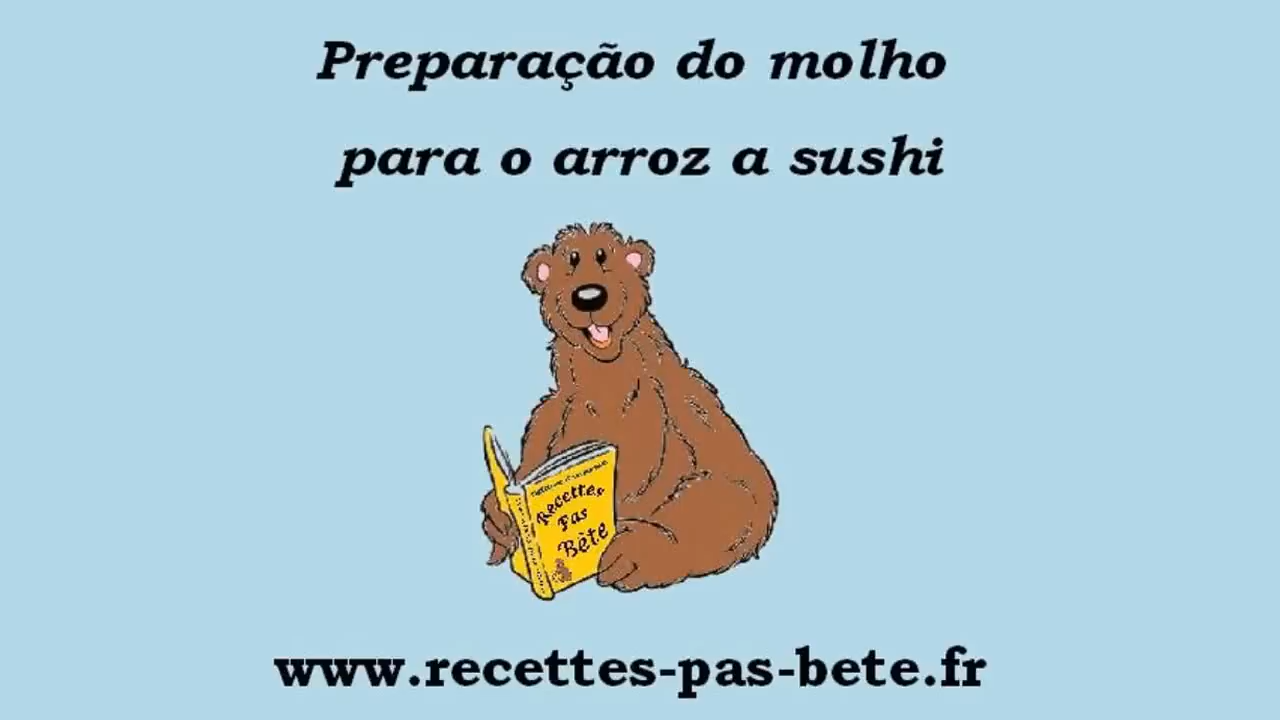 Preparação do molho
para o arroz a sushi
Recettes
Pas
Bête
www.recettes-pas-bete.fr